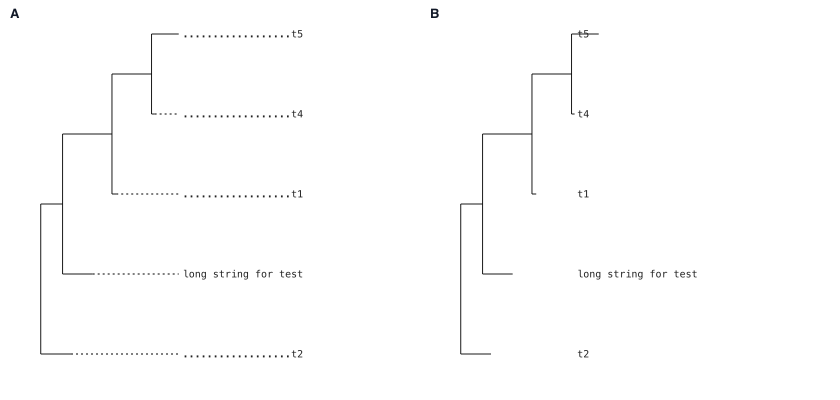 A
B
··················t5
··················t4
··················t1
long string for test
··················t2
t5
t4
t1
long string for test
t2